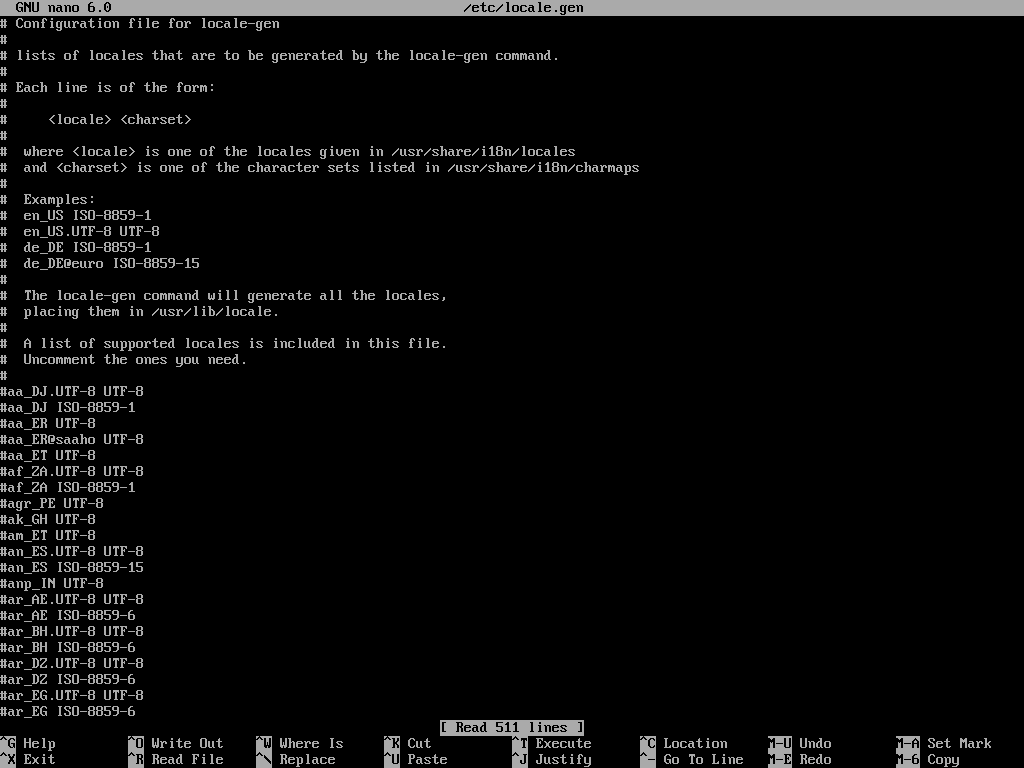 GNU nano 6.0 /etc/locale.gen
# Configuration file for locale-gen
#
# lists of locales that are to be generated by the locale-gen command.
#
# Each line is of the form:
#
#     <locale> <charset>
#
#  where <locale> is one of the locales given in /usr/share/i18n/locales
#  and <charset> is one of the character sets listed in /usr/share/i18n/charmaps
#
#  Examples:
#  en_US ISO-8859-1
#  en_US.UTF-8 UTF-8
#  de_DE ISO-8859-1
#  de_DE@euro ISO-8859-15
#
#  The locale-gen command will generate all the locales,
#  placing them in /usr/lib/locale.
#
#  A list of supported locales is included in this file.
#  Uncomment the ones you need.
#
#aa_DJ.UTF-8 UTF-8
#aa_DJ ISO-8859-1
#aa_ER UTF-8
#aa_ER@saaho UTF-8
#aa_ET UTF-8
#af_ZA.UTF-8 UTF-8
#af_ZA ISO-8859-1
#agr_PE UTF-8
#ak_GH UTF-8
#am_ET UTF-8
#an_ES.UTF-8 UTF-8
#an_ES ISO-8859-15
#anp_IN UTF-8
#ar_AE.UTF-8 UTF-8
#ar_AE ISO-8859-6
#ar_BH.UTF-8 UTF-8
#ar_BH ISO-8859-6
#ar_DZ.UTF-8 UTF-8
#ar_DZ ISO-8859-6
#ar_EG.UTF-8 UTF-8
#ar_EG ISO-8859-6
[ Read 511 lines ]
^G Help ^O Write Out ^W Where Is ^K Cut ^T Execute ^C Location M-U Undo M-A Set Mark
^X Exit ^R Read File ^\ Replace ^U Paste ^J Justify ^_ Go To Line M-E Redo M-6 Copy